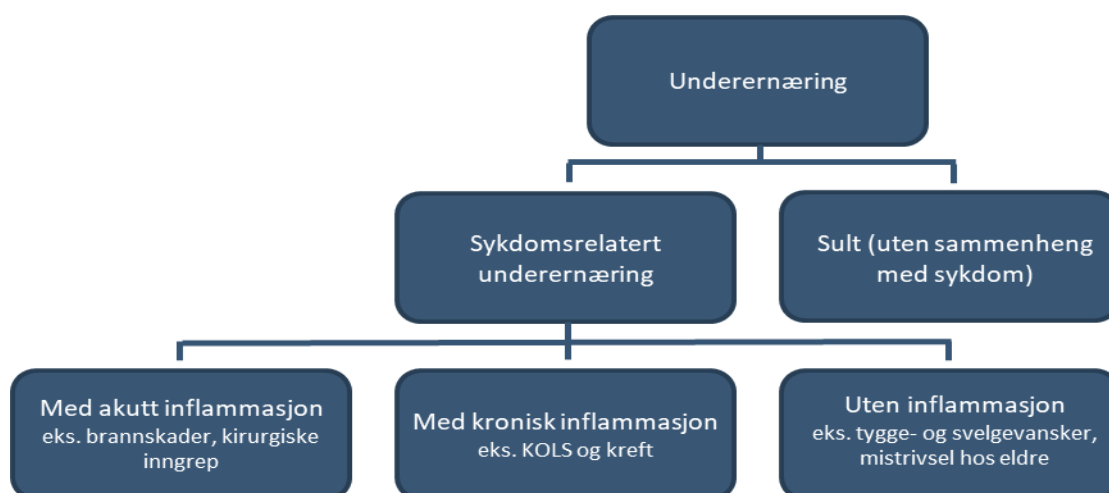 Underernæring
Sykdomsrelatert
underernæring
Sult (uten sammenheng
med sykdom)
Med akutt inflammasjon
eks. brannskader, kirurgiske
inngrep
Med kronisk inflammasjon
eks. KOLS og kreft
Uten inflammasjon
eks. tygge- og svelgevansker,
mistrivsel hos eldre